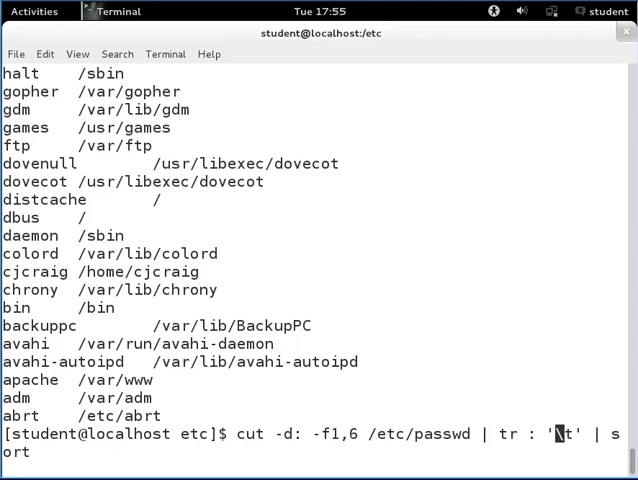 Activities Terminal Tue 17:55 student
student@localhost:/etc
File Edit View Search Terminal Help
halt /sbin
gopher /var/gopher
gdm /var/lib/gdm
games /usr/games
ftp /var/ftp
dovenull /usr/libexec/dovecot
dovecot /usr/libexec/dovecot
distcache /
dbus /
daemon /sbin
colord /var/lib/colord
cjcraig /home/cjcraig
chrony /var/lib/chrony
bin /bin
backuppc /var/lib/BackupPC
avahi /var/run/avahi-daemon
avahi-autoipd /var/lib/avahi-autoipd
apache /var/www
adm /var/adm
abrt /etc/abrt
[student@localhost etc]$ cut -d: -f1,6 /etc/passwd | tr : '\t' | s
ort